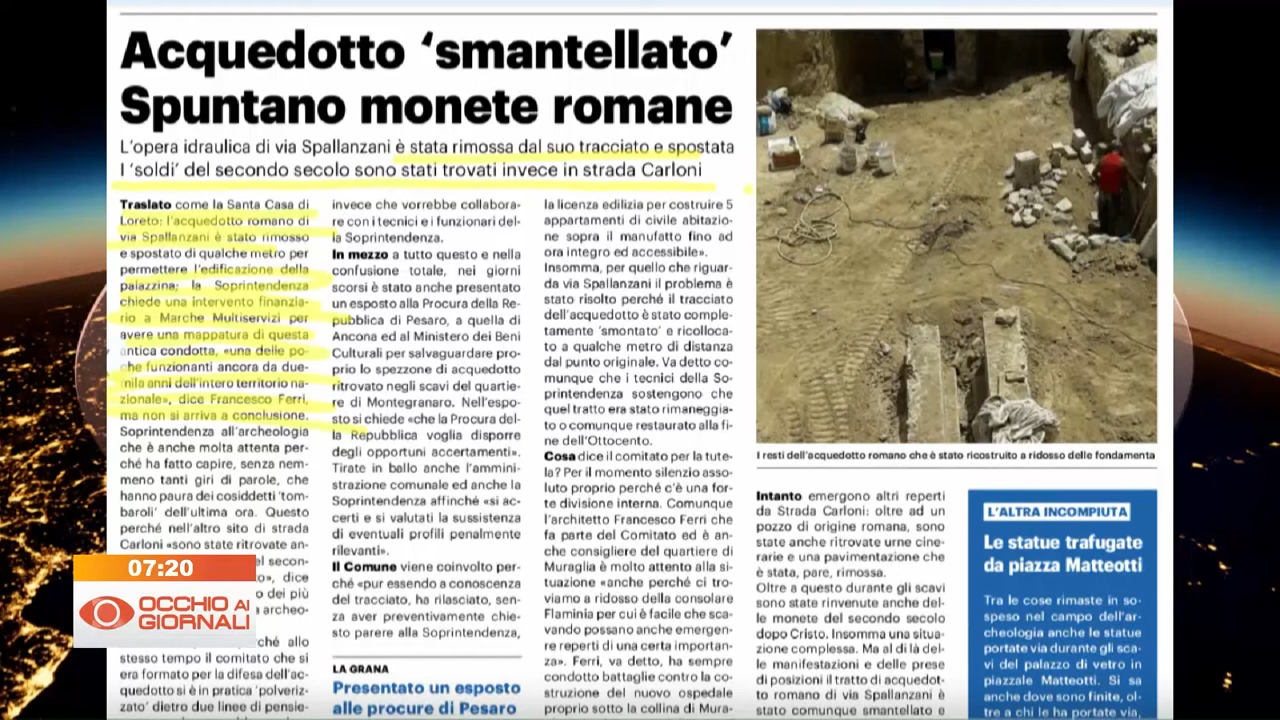 Acquedotto ‘smantellato’
Spuntano monete romane
L’opera idraulica di via Spallanzani è stata rimossa dal suo tracciato e spostata
I ‘soldi’ del secondo secolo sono stati trovati invece in strada Carloni
Traslato come la Santa Casa di
Loreto: l’acquedotto romano di
via Spallanzani è stato rimosso
e spostato di qualche metro per
permettere l’edificazione della
palazzina; la Soprintendenza
chiede una intervento finanzia-
rio a Marche Multiservizi per
avere una mappatura di questa
antica condotta, «una delle po-
che funzionanti ancora da due-
mila anni dell’intero territorio na-
zionale», dice Francesco Ferri,
ma non si arriva a conclusione.
Soprintendenza all’archeologia
che è anche molta attenta per-
ché ha fatto capire, senza nem-
meno tanti giri di parole, che
hanno paura dei cosiddetti ‘tom-
baroli’ dell’ultima ora. Questo
perché nell’altro sito di strada
Carloni «sono state ritrovate an-
el secon-
o», dice
o dei più
a archeo-
ché allo
stesso tempo il comitato che si
era formato per la difesa dell’ac-
quedotto si è in pratica ‘polveriz-
zato’ dietro due linee di pensie-
invece che vorrebbe collabora-
re con i tecnici e i funzionari del-
la Soprintendenza.
In mezzo a tutto questo e nella
confusione totale, nei giorni
scorsi è stato anche presentato
un esposto alla Procura della Re-
pubblica di Pesaro, a quella di
Ancona ed al Ministero dei Beni
Culturali per salvaguardare pro-
prio lo spezzone di acquedotto
ritrovato negli scavi del quartie-
re di Montegranaro. Nell’espo-
sto si chiede «che la Procura del-
la Repubblica voglia disporre
degli opportuni accertamenti».
Tirate in ballo anche l’ammini-
strazione comunale ed anche la
Soprintendenza affinché «si ac-
certi e si valutati la sussistenza
di eventuali profili penalmente
rilevanti».
Il Comune viene coinvolto per-
ché «pur essendo a conoscenza
del tracciato, ha rilasciato, sen-
za aver preventivamente chie-
sto parere alla Soprintendenza,
LA GRANA
Presentato un esposto
alle procure di Pesaro
la licenza edilizia per costruire 5
appartamenti di civile abitazio-
ne sopra il manufatto fino ad
ora integro ed accessibile».
Insomma, per quello che riguar-
da via Spallanzani il problema è
stato risolto perché il tracciato
dell’acquedotto è stato comple-
tamente ‘smontato’ e ricolloca-
to a qualche metro di distanza
dal punto originale. Va detto co-
munque che i tecnici della So-
printendenza sostengono che
quel tratto era stato rimaneggia-
to o comunque restaurato alla fi-
ne dell’Ottocento.
Cosa dice il comitato per la tute-
la? Per il momento silenzio asso-
luto proprio perché c’è una for-
te divisione interna. Comunque
l’architetto Francesco Ferri che
fa parte del Comitato ed è an-
che consigliere del quartiere di
Muraglia è molto attento alla si-
tuazione «anche perché ci tro-
viamo a ridosso della consolare
Flaminia per cui è facile che sca-
vando possano anche emergen-
re reperti di una certa importan-
za». Ferri, va detto, ha sempre
condotto battaglie contro la co-
struzione del nuovo ospedale
proprio sotto la collina di Mura-
I resti dell’acquedotto romano che è stato ricostruito a ridosso delle fondamenta
Intanto emergono altri reperti
da Strada Carloni: oltre ad un
pozzo di origine romana, sono
state anche ritrovate urne cine-
rarie e una pavimentazione che
è stata, pare, rimossa.
Oltre a questo durante gli scavi
sono state rinvenute anche del-
le monete del secondo secolo
dopo Cristo. Insomma una situa-
zione complessa. Ma al di là del-
le manifestazioni e delle prese
di posizioni il tratto di acquedot-
to romano di via Spallanzani è
stato comunque smantellato e
L’ALTRA INCOMPIUTA
Le statue trafugate
da piazza Matteotti
Tra le cose rimaste in so-
speso nel campo dell’ar-
cheologia anche le statue
portate via durante gli sca-
vi del palazzo di vetro in
piazzale Matteotti. Si sa
anche dove sono finite, ol-
tre a chi le ha portate via,
07:20
OCCHIO AI
GIORNALI